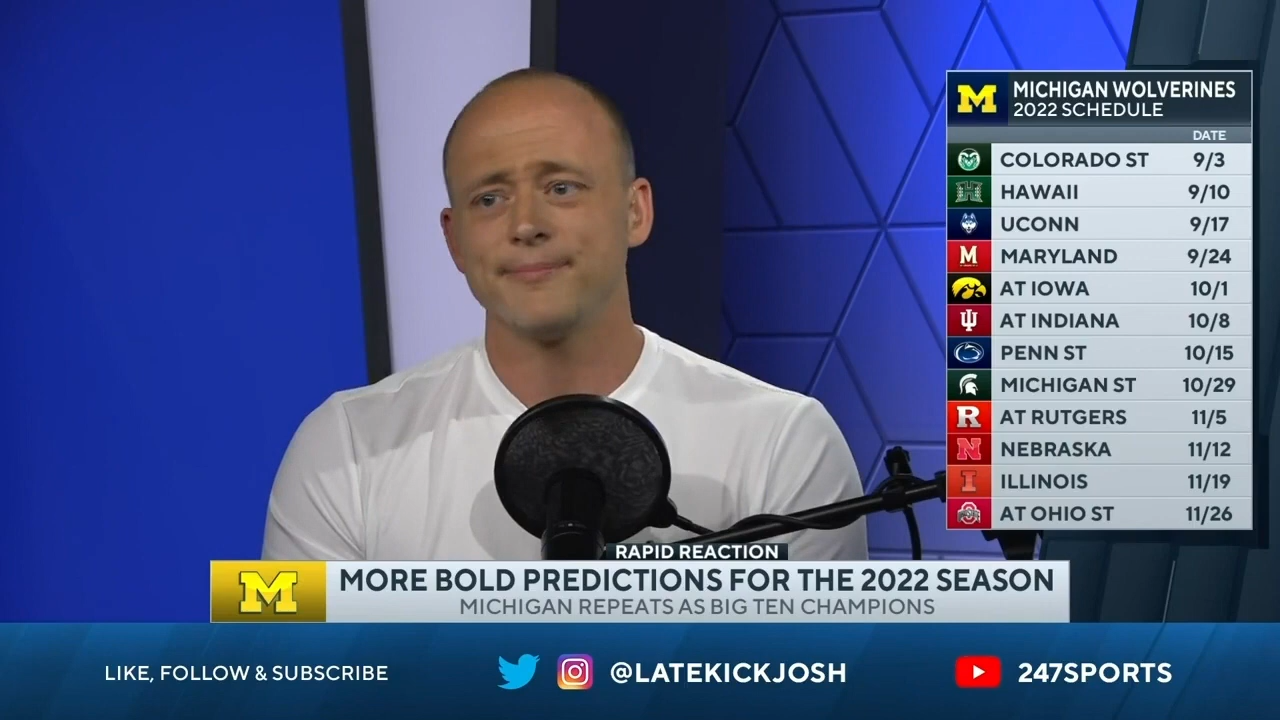 M MICHIGAN WOLVERINES
2022 SCHEDULE
DATE
COLORADO ST 9/3
H HAWAII 9/10
UCONN 9/17
M MARYLAND 9/24
AT IOWA 10/1
AT INDIANA 10/8
PENN ST 10/15
MICHIGAN ST 10/29
R AT RUTGERS 11/5
N NEBRASKA 11/12
I ILLINOIS 11/19
AT OHIO ST 11/26
RAPID REACTION
M MORE BOLD PREDICTIONS FOR THE 2022 SEASON
MICHIGAN REPEATS AS BIG TEN CHAMPIONS
LIKE, FOLLOW & SUBSCRIBE @LATEKICKJOSH 247SPORTS